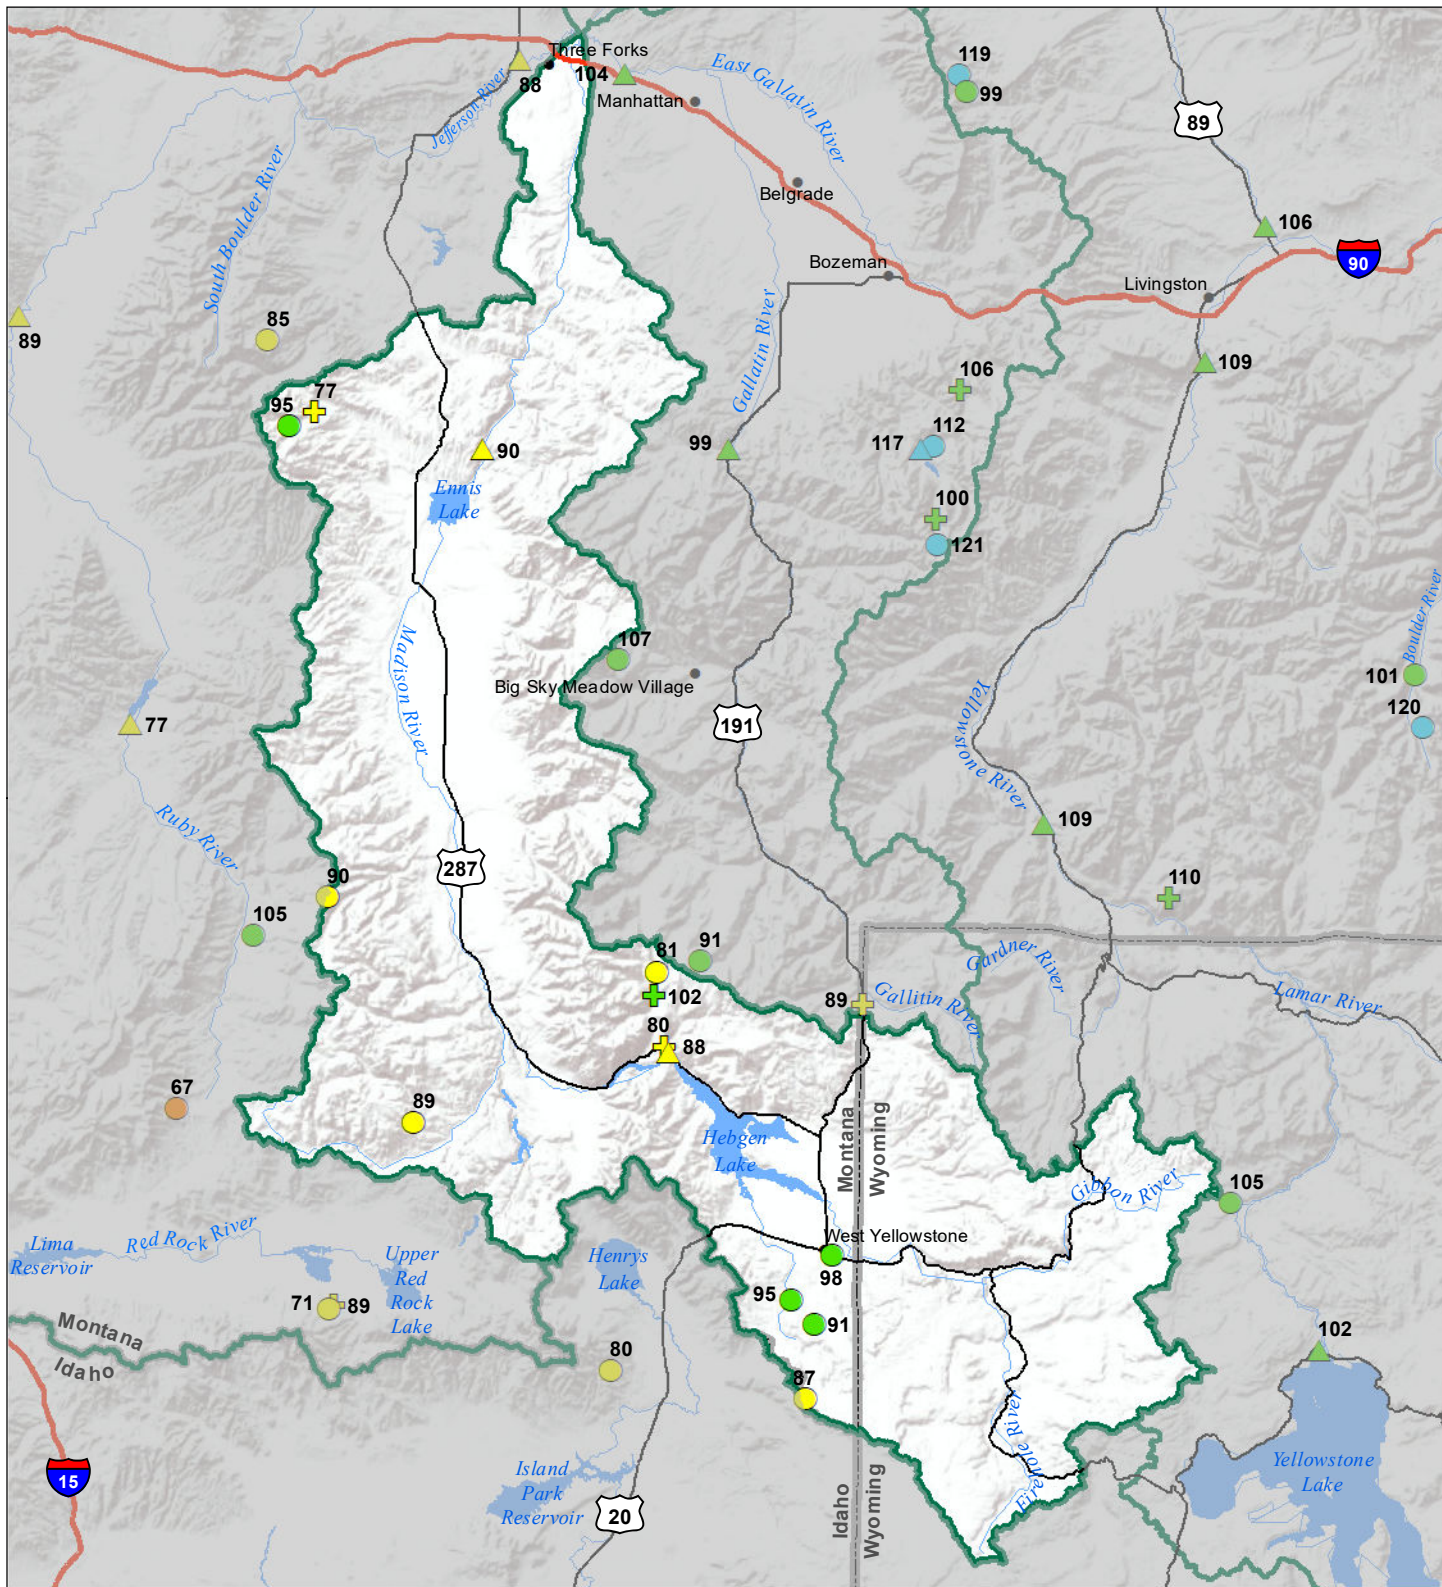 Three Forks
88
104
Manhattan
East Gallatin River
119
99
89
Jefferson River
South Boulder River
Belgrade
106
90
Bozeman
Livingston
89
85
Gallatin River
109
77
95
106
90
99
117
112
Ennis
Lake
100
121
Madison River
107
Big Sky Meadow Village
191
Boulder River
101
120
Yellowstone River
77
Ruby River
109
287
90
105
110
81
91
102
Gardner River
89
Gallitin River
Lamar River
80
88
67
89
Hebgen
Lake
Montana
Wyoming
Gibbon River
105
Red Rock River
Lima
Reservoir
Upper
Red
Rock
Lake
Henrys
Lake
West Yellowstone
98
95
91
71
89
Montana
Idaho
80
87
102
Firehole River
15
Island
Park
Reservoir
20
Idaho
Wyoming
Yellowstone
Lake